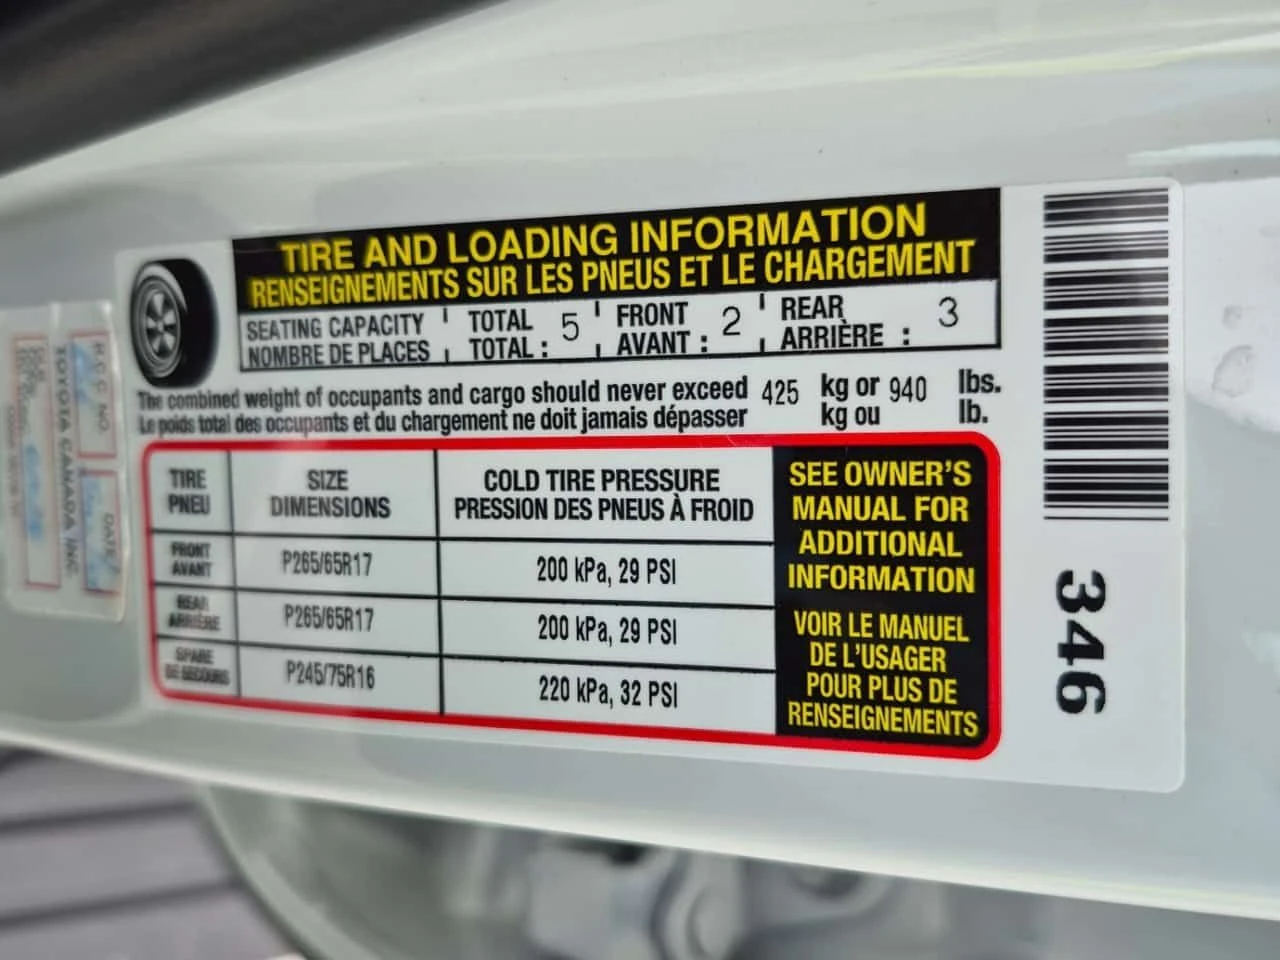 TIRE AND LOADING INFORMATION
RENSEIGNEMENTS SUR LES PNEUS ET LE CHARGEMENT
SEATING CAPACITY TOTAL 5 FRONT 2 REAR 3
NOMBRE DE PLACES TOTAL : AVANT : ARRIÈRE :
The combined weight of occupants and cargo should never exceed 425 kg or 940 lbs.
Le poids total des occupants et du chargement ne doit jamais dépasser kg ou lb.
TIRE SIZE COLD TIRE PRESSURE
PNEU DIMENSIONS PRESSION DES PNEUS À FROID
FRONT
AVANT P265/65R17 200 kPa, 29 PSI
REAR
ARRIÈRE P265/65R17 200 kPa, 29 PSI
SPARE
DE SECOURS P245/75R16 220 kPa, 32 PSI
SEE OWNER'S
MANUAL FOR
ADDITIONAL
INFORMATION
VOIR LE MANUEL
DE L'USAGER
POUR PLUS DE
RENSEIGNEMENTS
346
TOYOTA CANADA INC.
DATE